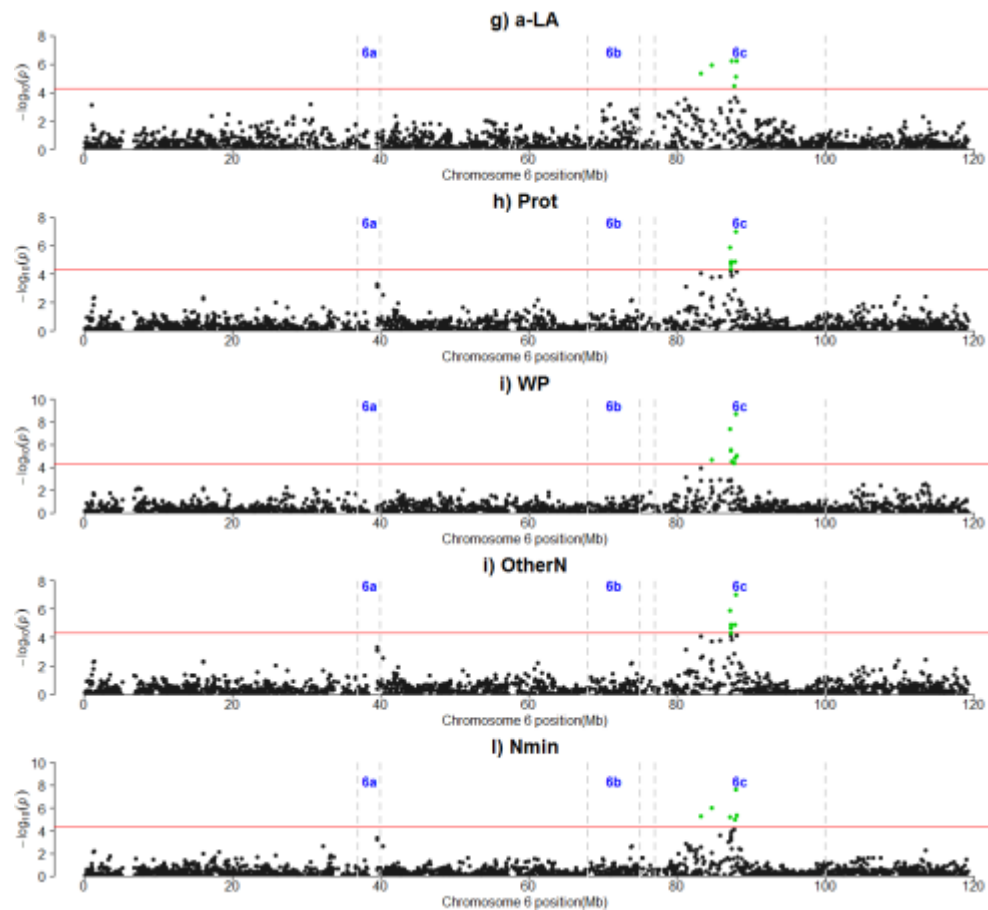 g) a-LA
8
6
4
2
0
−log₁₀(p)
6a
6b
6c
0 20 40 60 80 100 120
Chromosome 6 position(Mb)
h) Prot
8
6
4
2
0
−log₁₀(p)
6a
6b
6c
0 20 40 60 80 100 120
Chromosome 6 position(Mb)
i) WP
10
8
6
4
2
0
−log₁₀(p)
6a
6b
6c
0 20 40 60 80 100 120
Chromosome 6 position(Mb)
i) OtherN
8
6
4
2
0
−log₁₀(p)
6a
6b
6c
0 20 40 60 80 100 120
Chromosome 6 position(Mb)
l) Nmin
10
8
6
4
2
0
−log₁₀(p)
6a
6b
6c
0 20 40 60 80 100 120
Chromosome 6 position(Mb)